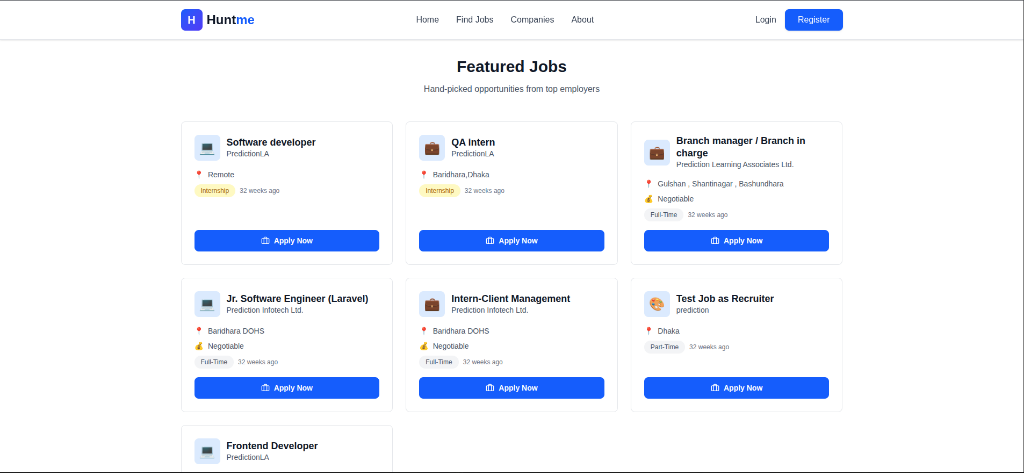 H Huntme
Home Find Jobs Companies About
Login Register
Featured Jobs
Hand-picked opportunities from top employers
Software developer
PredictionLA
Remote
Internship 32 weeks ago
Apply Now
QA Intern
PredictionLA
Baridhara,Dhaka
Internship 32 weeks ago
Apply Now
Branch manager / Branch in
charge
Prediction Learning Associates Ltd.
Gulshan , Shantinagar , Bashundhara
Negotiable
Full-Time 32 weeks ago
Apply Now
Jr. Software Engineer (Laravel)
Prediction Infotech Ltd.
Baridhara DOHS
Negotiable
Full-Time 32 weeks ago
Apply Now
Intern-Client Management
Prediction Infotech Ltd.
Baridhara DOHS
Negotiable
Full-Time 32 weeks ago
Apply Now
Test Job as Recruiter
prediction
Dhaka
Part-Time 32 weeks ago
Apply Now
Frontend Developer
PredictionLA